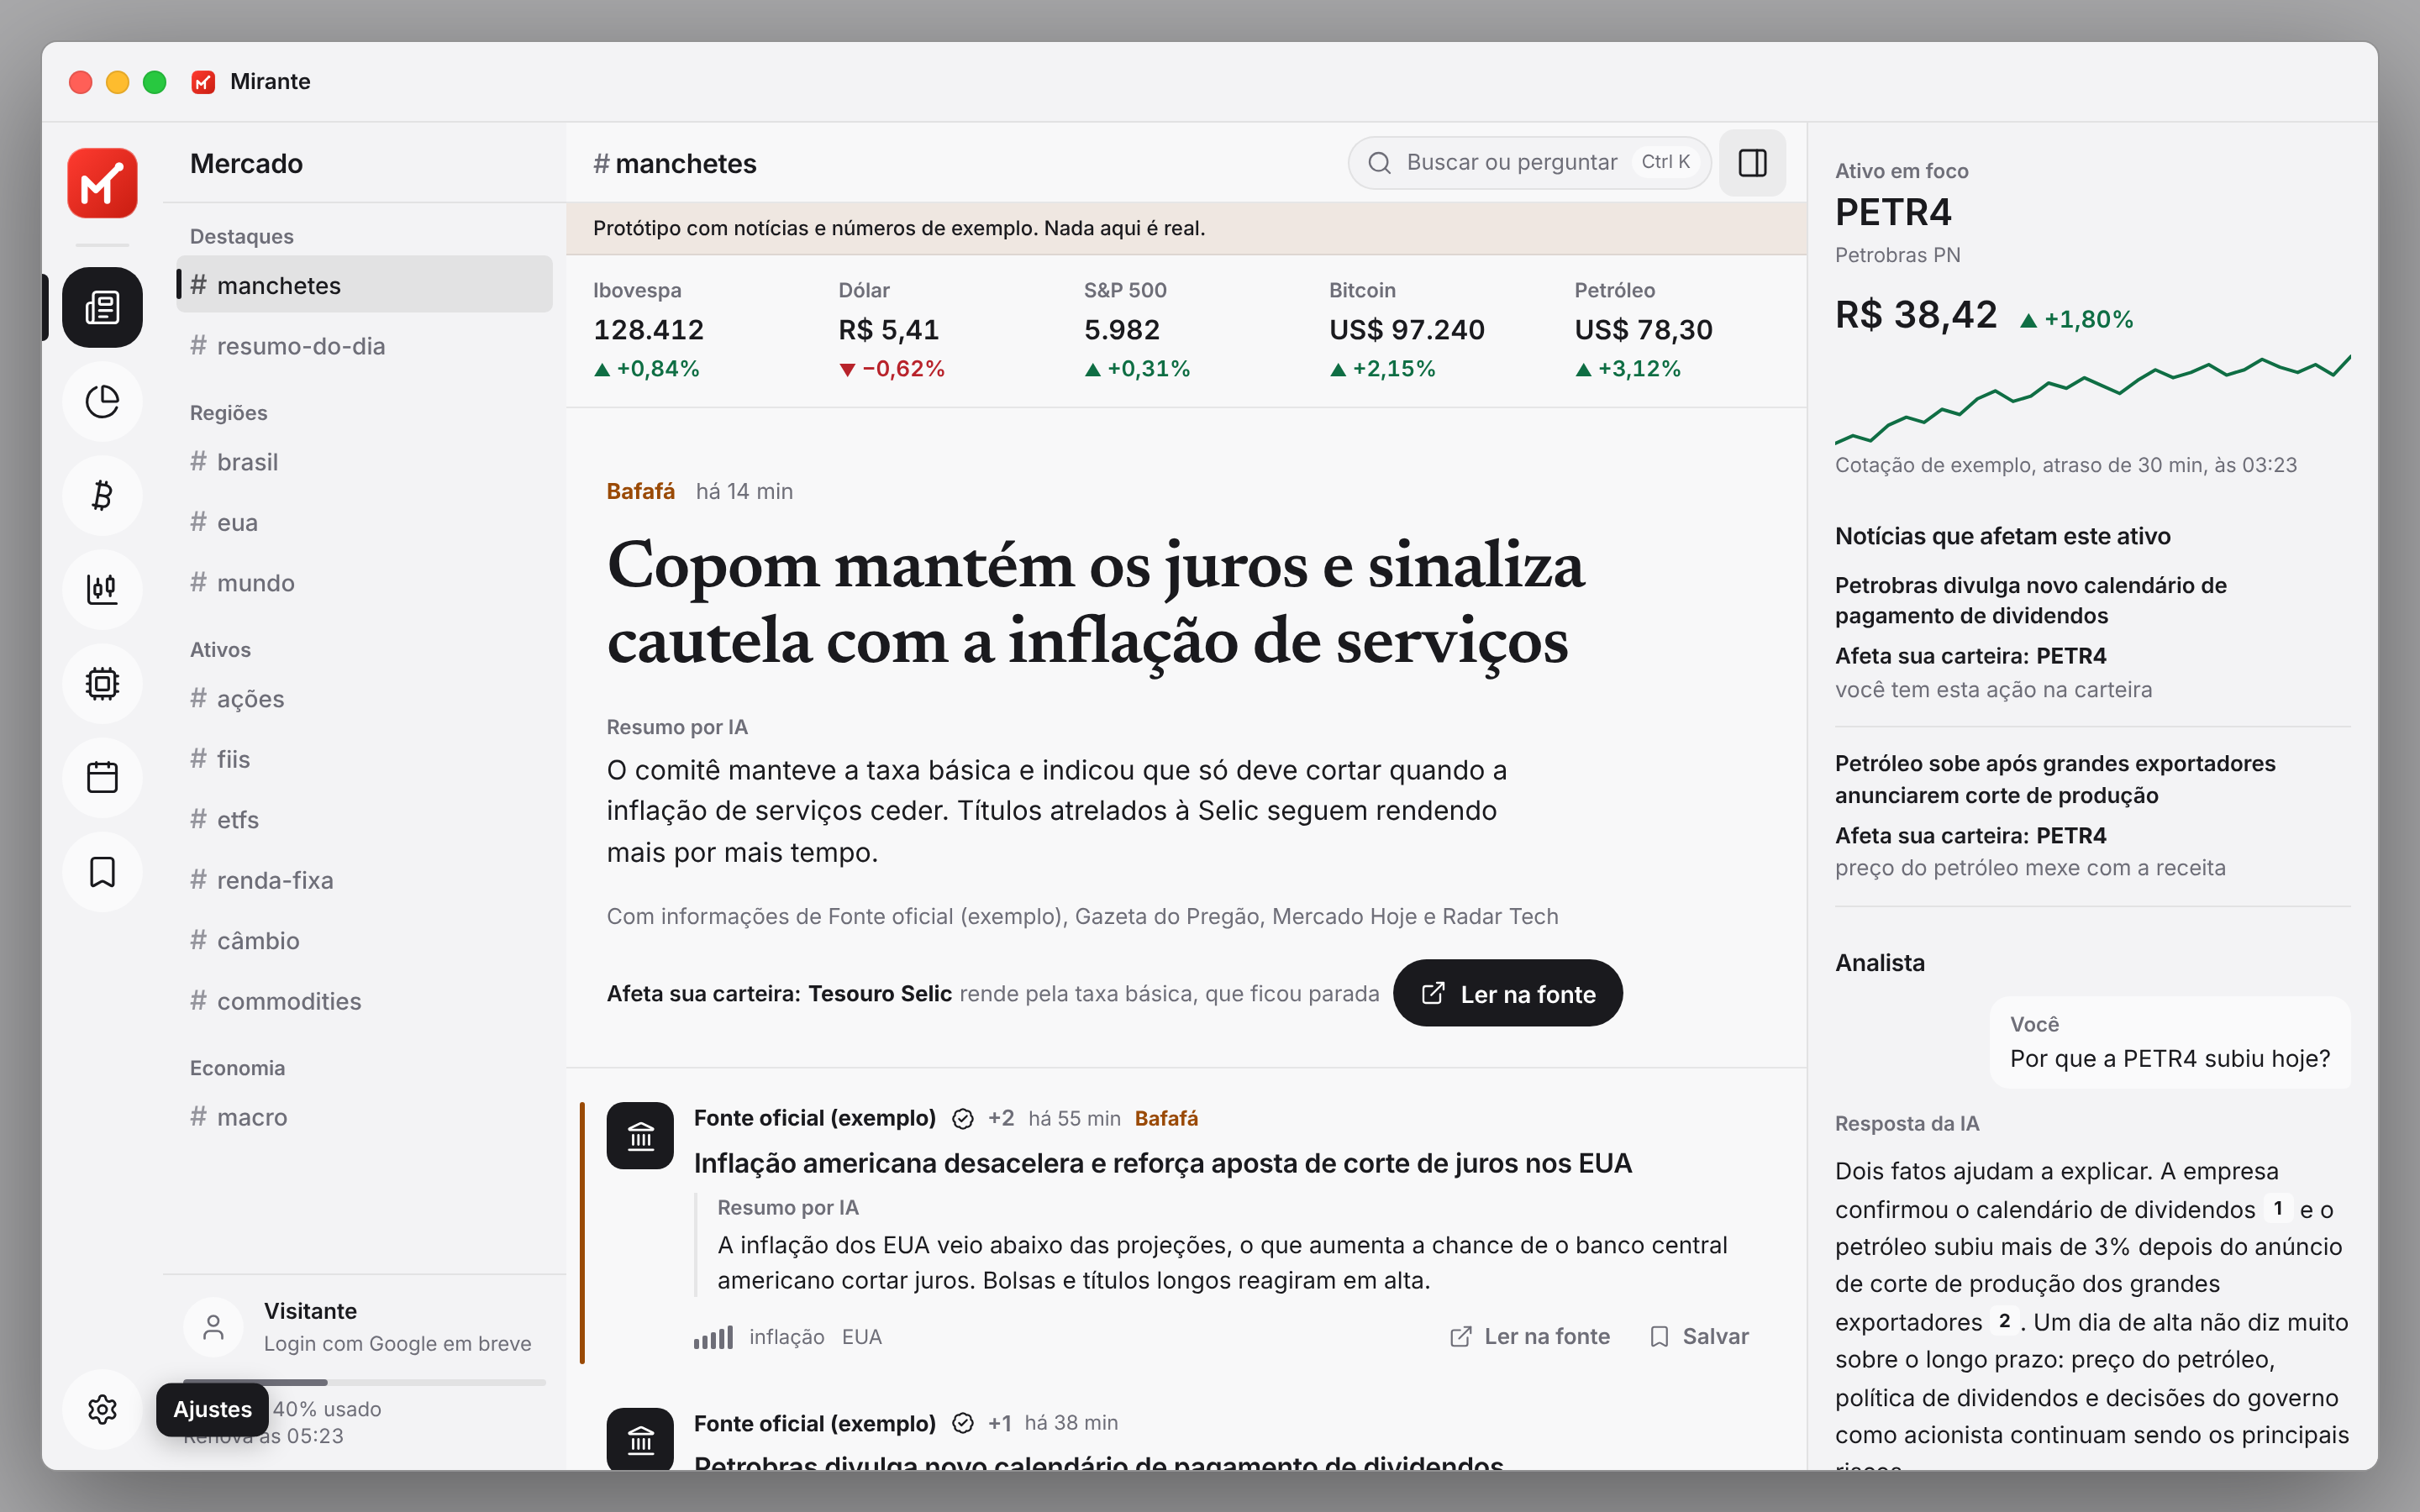 Mirante
Mercado
Destaques
# manchetes
# resumo-do-dia
Regiões
# brasil
# eua
# mundo
Ativos
# ações
# fiis
# etfs
# renda-fixa
# câmbio
# commodities
Economia
# macro
Visitante
Login com Google em breve
Ajustes
40% usado
Renova às 05:23
# manchetes
Buscar ou perguntar Ctrl K
Protótipo com notícias e números de exemplo. Nada aqui é real.
Ibovespa
128.412
▲ +0,84%
Dólar
R$ 5,41
▼ −0,62%
S&P 500
5.982
▲ +0,31%
Bitcoin
US$ 97.240
▲ +2,15%
Petróleo
US$ 78,30
▲ +3,12%
Bafafá há 14 min
Copom mantém os juros e sinaliza
cautela com a inflação de serviços
Resumo por IA
O comitê manteve a taxa básica e indicou que só deve cortar quando a
inflação de serviços ceder. Títulos atrelados à Selic seguem rendendo
mais por mais tempo.
Com informações de Fonte oficial (exemplo), Gazeta do Pregão, Mercado Hoje e Radar Tech
Afeta sua carteira: Tesouro Selic rende pela taxa básica, que ficou parada
Ler na fonte
Fonte oficial (exemplo) +2 há 55 min Bafafá
Inflação americana desacelera e reforça aposta de corte de juros nos EUA
Resumo por IA
A inflação dos EUA veio abaixo das projeções, o que aumenta a chance de o banco central
americano cortar juros. Bolsas e títulos longos reagiram em alta.
inflação EUA Ler na fonte Salvar
Fonte oficial (exemplo) +1 há 38 min
Petrobras divulga novo calendário de pagamento de dividendos
Ativo em foco
PETR4
Petrobras PN
R$ 38,42 ▲ +1,80%
Cotação de exemplo, atraso de 30 min, às 03:23
Notícias que afetam este ativo
Petrobras divulga novo calendário de
pagamento de dividendos
Afeta sua carteira: PETR4
você tem esta ação na carteira
Petróleo sobe após grandes exportadores
anunciarem corte de produção
Afeta sua carteira: PETR4
preço do petróleo mexe com a receita
Analista
Você
Por que a PETR4 subiu hoje?
Resposta da IA
Dois fatos ajudam a explicar. A empresa
confirmou o calendário de dividendos 1 e o
petróleo subiu mais de 3% depois do anúncio
de corte de produção dos grandes
exportadores 2 . Um dia de alta não diz muito
sobre o longo prazo: preço do petróleo,
política de dividendos e decisões do governo
como acionista continuam sendo os principais